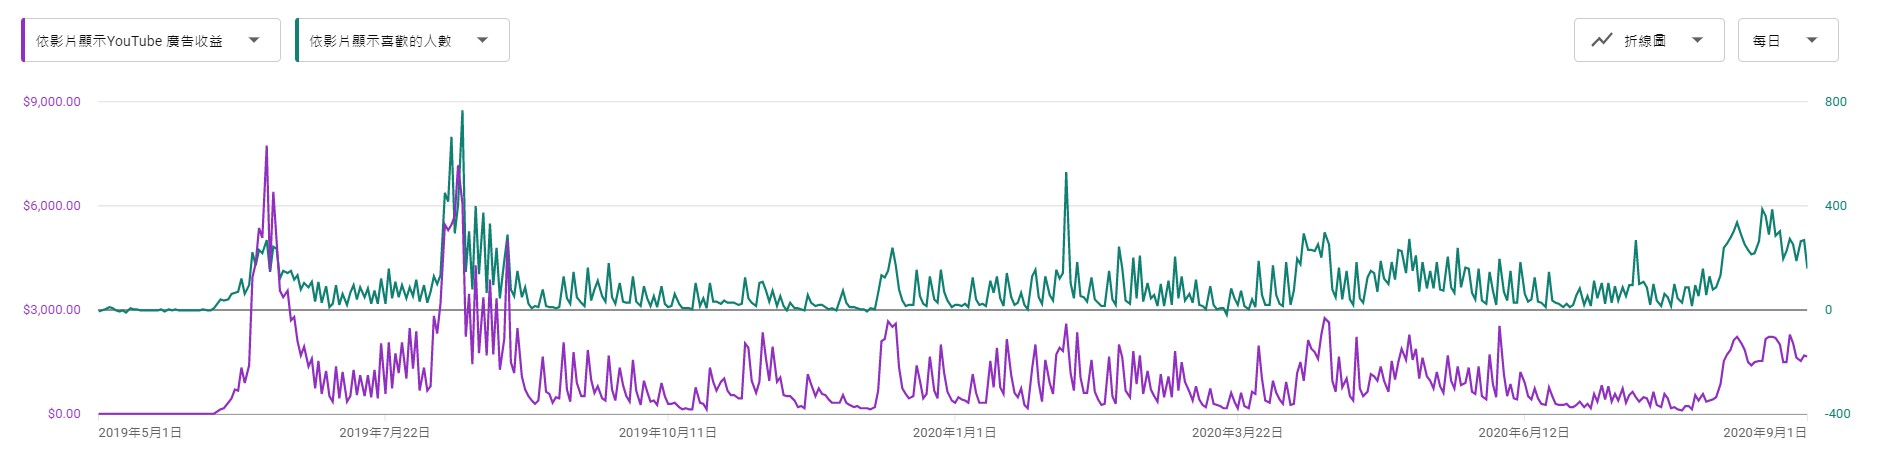 依影片顯示YouTube 廣告收益
依影片顯示喜歡的人數
折線圖
每日
$9,000.00
800
$6,000.00
400
$3,000.00
0
$0.00
-400
2019年5月1日
2019年7月22日
2019年10月11日
2020年1月1日
2020年3月22日
2020年6月12日
2020年9月1日